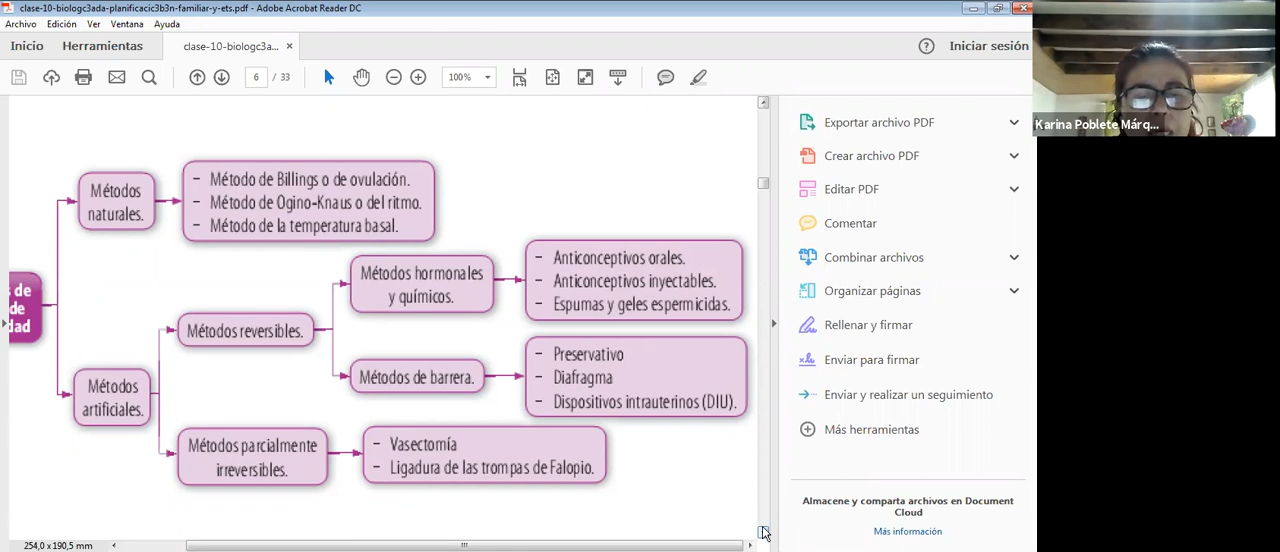 clase-10-biologc3ada-planificacic3b3n-familiar-y-ets.pdf - Adobe Acrobat Reader DC
Archivo Edición Ver Ventana Ayuda
Inicio Herramientas clase-10-biologc3a... × Iniciar sesión
6 / 33 100%
Karina Poblete Márq...
Métodos
naturales.
- Método de Billings o de ovulación.
- Método de Ogino-Knaus o del ritmo.
- Método de la temperatura basal.
s de
de
dad
Métodos
artificiales.
Métodos reversibles.
Métodos hormonales
y químicos.
- Anticonceptivos orales.
- Anticonceptivos inyectables.
- Espumas y geles espermicidas.
Métodos de barrera.
- Preservativo
- Diafragma
- Dispositivos intrauterinos (DIU).
Métodos parcialmente
irreversibles.
- Vasectomía
- Ligadura de las trompas de Falopio.
254,0 x 190,5 mm
Exportar archivo PDF
Crear archivo PDF
Editar PDF
Comentar
Combinar archivos
Organizar páginas
Rellenar y firmar
Enviar para firmar
Enviar y realizar un seguimiento
Más herramientas
Almacene y comparta archivos en Document
Cloud
Más información